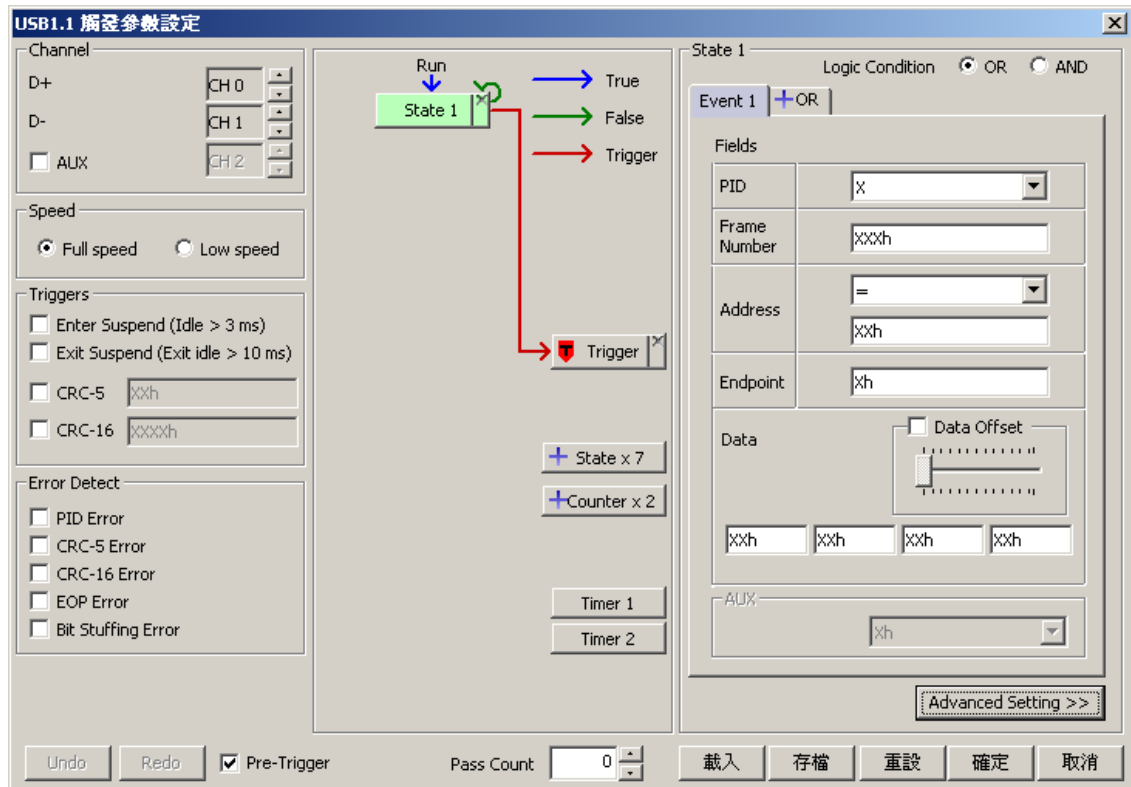 USB1.1 觸發參數設定
Channel
D+
CH 0
D-
CH 1
AUX
CH 2
Speed
Full speed
Low speed
Triggers
Enter Suspend (Idle > 3 ms)
Exit Suspend (Exit idle > 10 ms)
CRC-5
XXh
CRC-16
XXXXh
Error Detect
PID Error
CRC-5 Error
CRC-16 Error
EOP Error
Bit Stuffing Error
Run
State 1
True
False
Trigger
T Trigger
State x 7
Counter x 2
Timer 1
Timer 2
State 1
Logic Condition OR AND
Event 1 OR
Fields
PID
X
Frame
Number
XXXh
Address
=
XXh
Endpoint
Xh
Data
Data Offset
XXh XXh XXh XXh
AUX
Xh
Advanced Setting >>
Undo Redo Pre-Trigger Pass Count 0 載入 存檔 重設 確定 取消